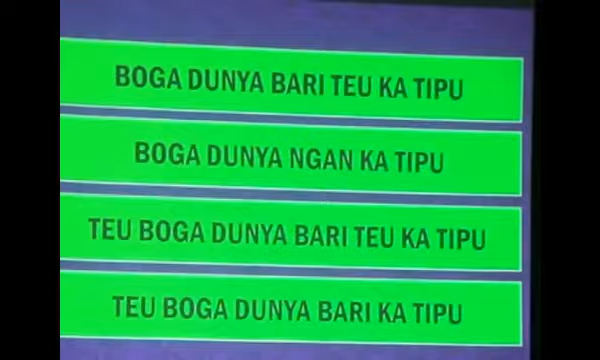 BOGA DUNYA BARI TEU KA TIPU
BOGA DUNYA NGAN KA TIPU
TEU BOGA DUNYA BARI TEU KA TIPU
TEU BOGA DUNYA BARI KA TIPU